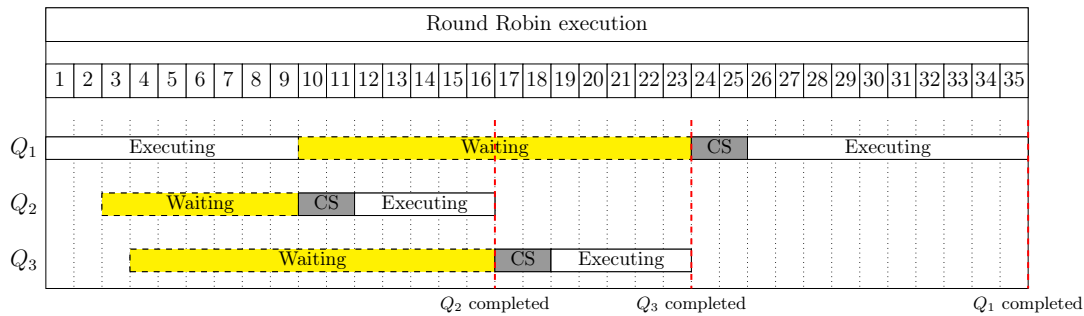 Round Robin execution
1 2 3 4 5 6 7 8 9 10 11 12 13 14 15 16 17 18 19 20 21 22 23 24 25 26 27 28 29 30 31 32 33 34 35
Q1 Executing Waiting CS Executing
Q2 Waiting CS Executing
Q3 Waiting CS Executing
Q2 completed Q3 completed Q1 completed